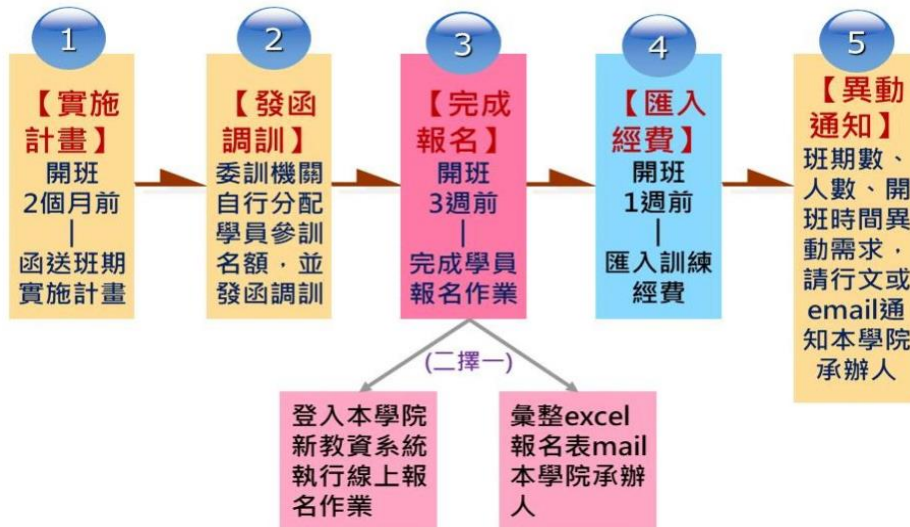 1
【實施
計畫】
開班
2個月前
|
函送班期
實施計畫
2
【發函
調訓】
委訓機關
自行分配
學員參訓
名額，並
發函調訓
3
【完成
報名】
開班
3週前
|
完成學員
報名作業
4
【匯入
經費】
開班
1週前
|
匯入訓練
經費
5
【異動
通知】
班期數、
人數、開
班時間異
動需求，
請行文或
email通
知本學院
承辦人
(二擇一)
登入本學院
新教資系統
執行線上報
名作業
彙整excel
報名表mail
本學院承辦
人